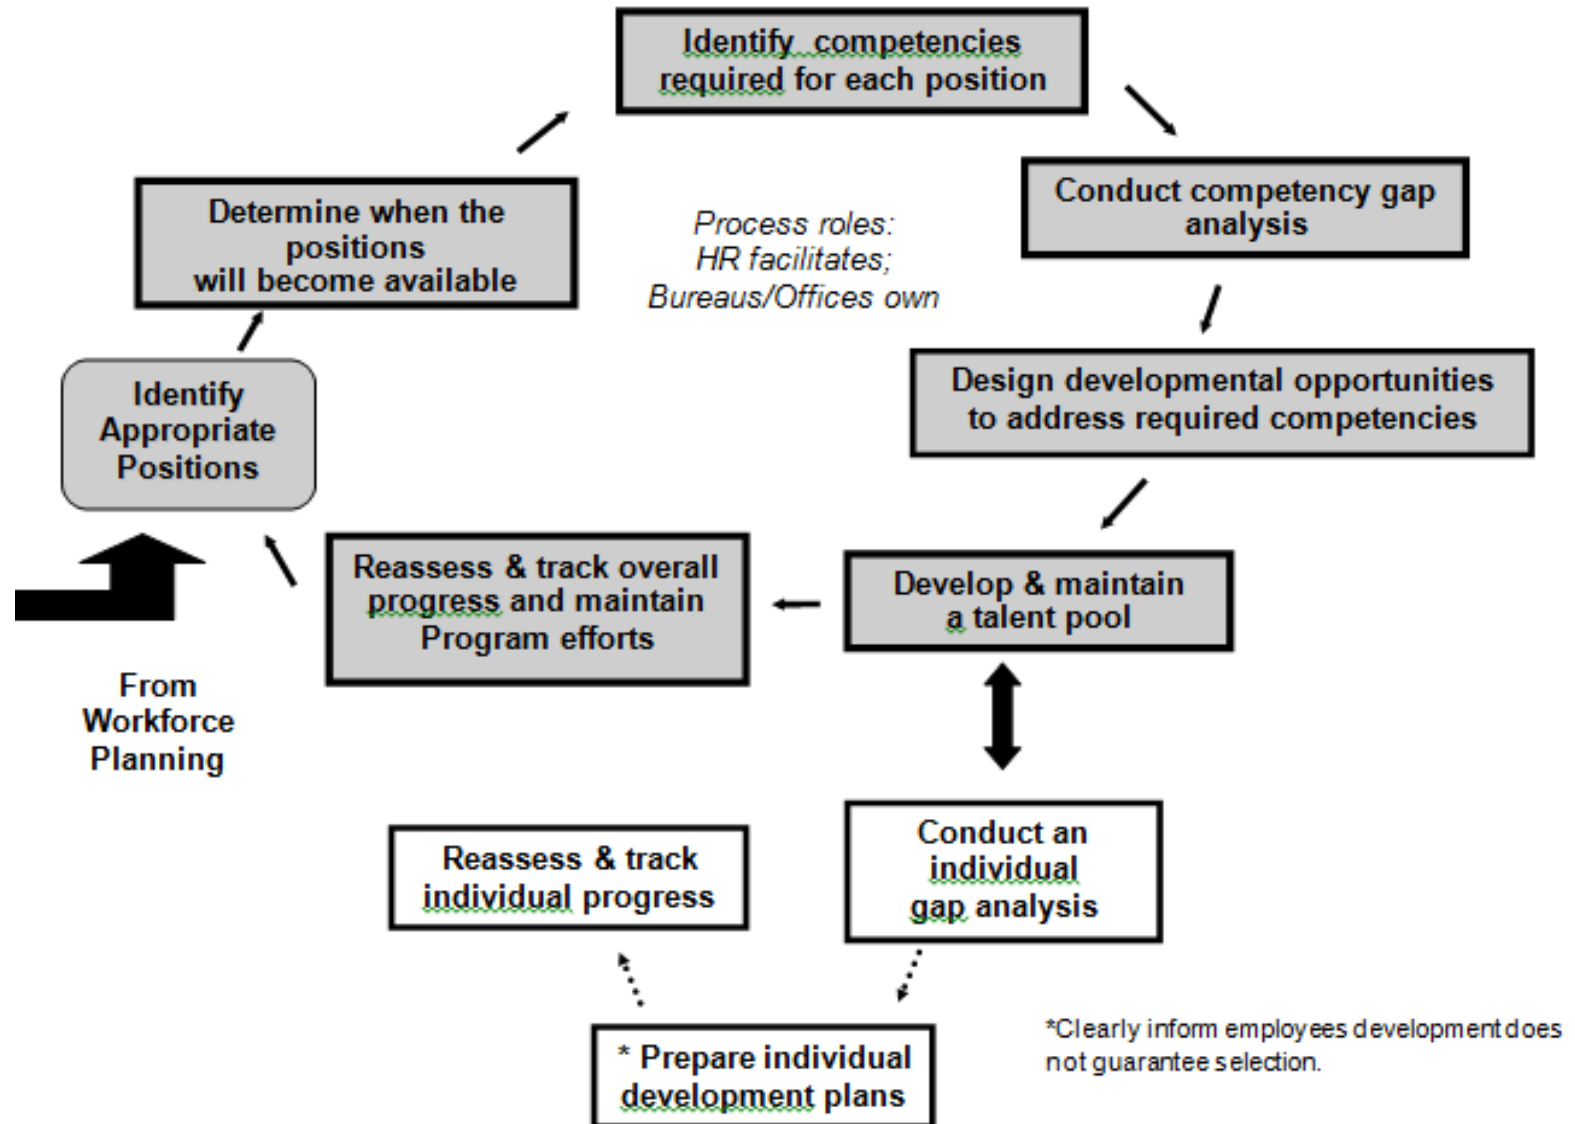 Identify competencies
required for each position
Conduct competency gap
analysis
Determine when the
positions
will become available
Process roles:
HR facilitates;
Bureaus/Offices own
Design developmental opportunities
to address required competencies
Identify
Appropriate
Positions
Reassess & track overall
progress and maintain
Program efforts
Develop & maintain
a talent pool
From
Workforce
Planning
Conduct an
individual
gap analysis
Reassess & track
individual progress
* Prepare individual
development plans
*Clearly inform employees development does
not guarantee selection.